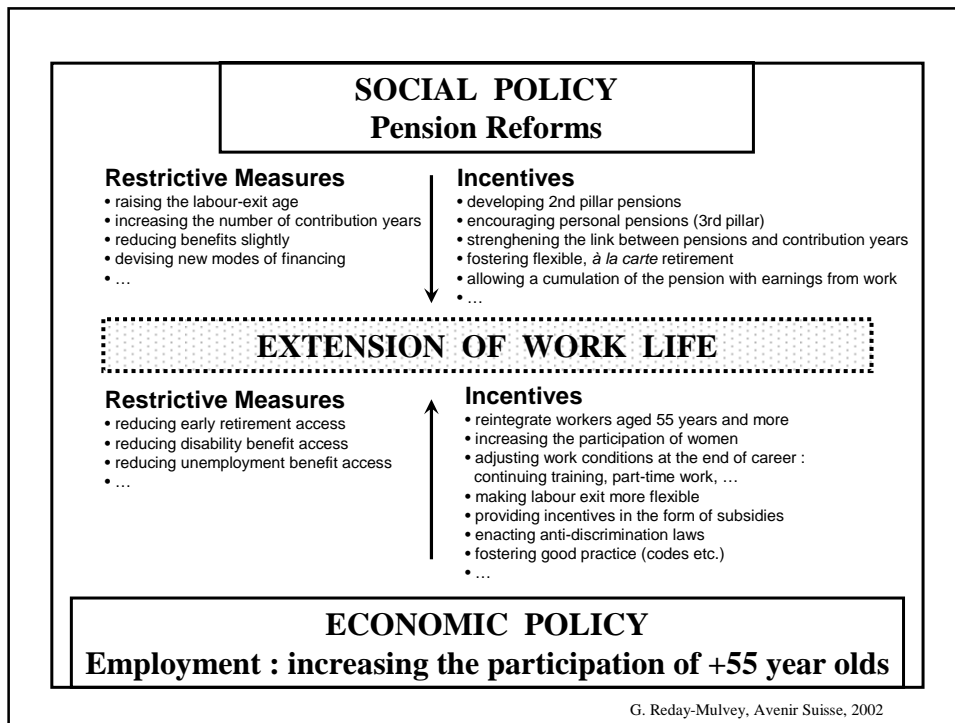 SOCIAL POLICY
Pension Reforms
Restrictive Measures
• raising the labour-exit age
• increasing the number of contribution years
• reducing benefits slightly
• devising new modes of financing
• …
Incentives
• developing 2nd pillar pensions
• encouraging personal pensions (3rd pillar)
• strenghening the link between pensions and contribution years
• fostering flexible, à la carte retirement
• allowing a cumulation of the pension with earnings from work
• …
EXTENSION OF WORK LIFE
Restrictive Measures
• reducing early retirement access
• reducing disability benefit access
• reducing unemployment benefit access
• …
Incentives
• reintegrate workers aged 55 years and more
• increasing the participation of women
• adjusting work conditions at the end of career :
continuing training, part-time work, …
• making labour exit more flexible
• providing incentives in the form of subsidies
• enacting anti-discrimination laws
• fostering good practice (codes etc.)
• …
ECONOMIC POLICY
Employment : increasing the participation of +55 year olds
G. Reday-Mulvey, Avenir Suisse, 2002